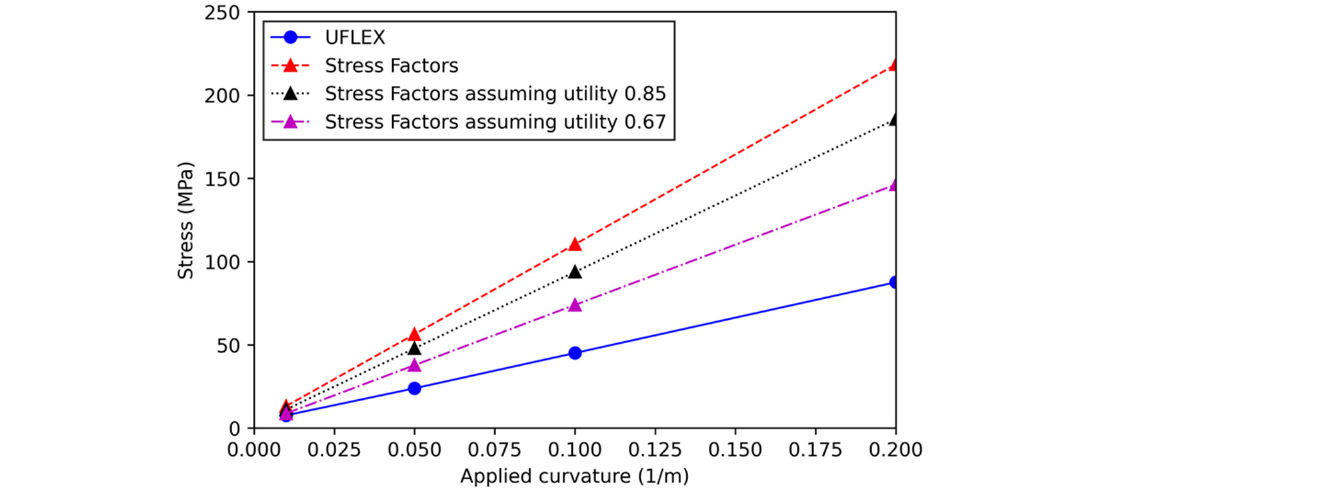 250
200
150
100
50
0
Stress (MPa)
UFLEX
Stress Factors
Stress Factors assuming utility 0.85
Stress Factors assuming utility 0.67
0.000 0.025 0.050 0.075 0.100 0.125 0.150 0.175 0.200
Applied curvature (1/m)